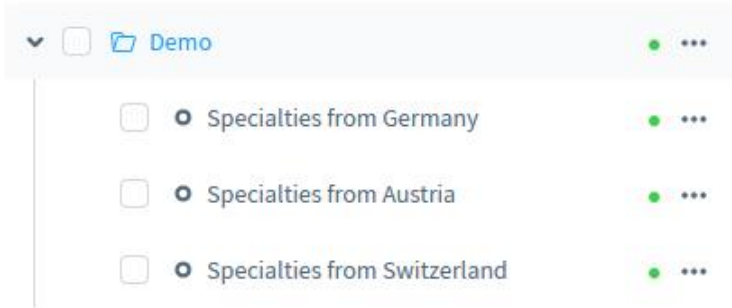 Demo
Specialties from Germany
Specialties from Austria
Specialties from Switzerland